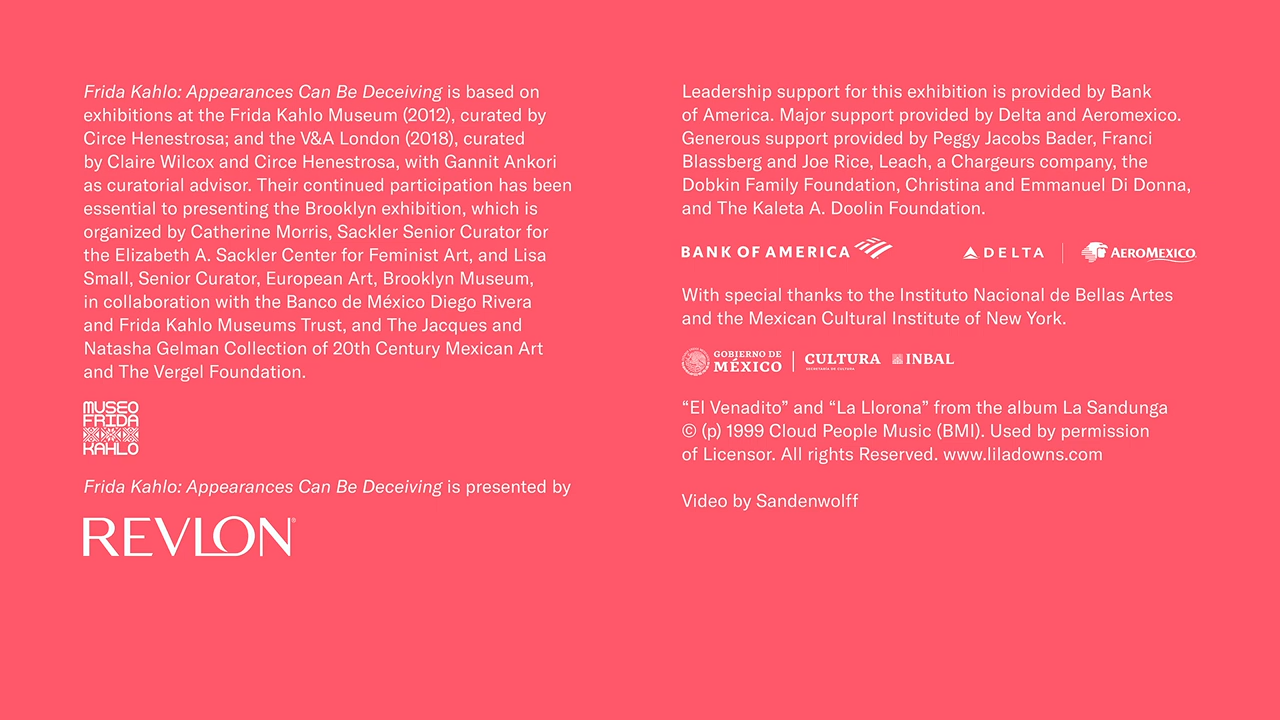 Frida Kahlo: Appearances Can Be Deceiving is based on
exhibitions at the Frida Kahlo Museum (2012), curated by
Circe Henestrosa; and the V&A London (2018), curated
by Claire Wilcox and Circe Henestrosa, with Gannit Ankori
as curatorial advisor. Their continued participation has been
essential to presenting the Brooklyn exhibition, which is
organized by Catherine Morris, Sackler Senior Curator for
the Elizabeth A. Sackler Center for Feminist Art, and Lisa
Small, Senior Curator, European Art, Brooklyn Museum,
in collaboration with the Banco de México Diego Rivera
and Frida Kahlo Museums Trust, and The Jacques and
Natasha Gelman Collection of 20th Century Mexican Art
and The Vergel Foundation.
MUSEO
FRIDA
KAHLO
Frida Kahlo: Appearances Can Be Deceiving is presented by
REVLON®
Leadership support for this exhibition is provided by Bank
of America. Major support provided by Delta and Aeromexico.
Generous support provided by Peggy Jacobs Bader, Franci
Blassberg and Joe Rice, Leach, a Chargeurs company, the
Dobkin Family Foundation, Christina and Emmanuel Di Donna,
and The Kaleta A. Doolin Foundation.
BANK OF AMERICA DELTA AEROMEXICO
With special thanks to the Instituto Nacional de Bellas Artes
and the Mexican Cultural Institute of New York.
GOBIERNO DE
MÉXICO
CULTURA
SECRETARÍA DE CULTURA
INBAL
“El Venadito” and “La Llorona” from the album La Sandunga
© (p) 1999 Cloud People Music (BMI). Used by permission
of Licensor. All rights Reserved. www.liladowns.com
Video by Sandenwolff